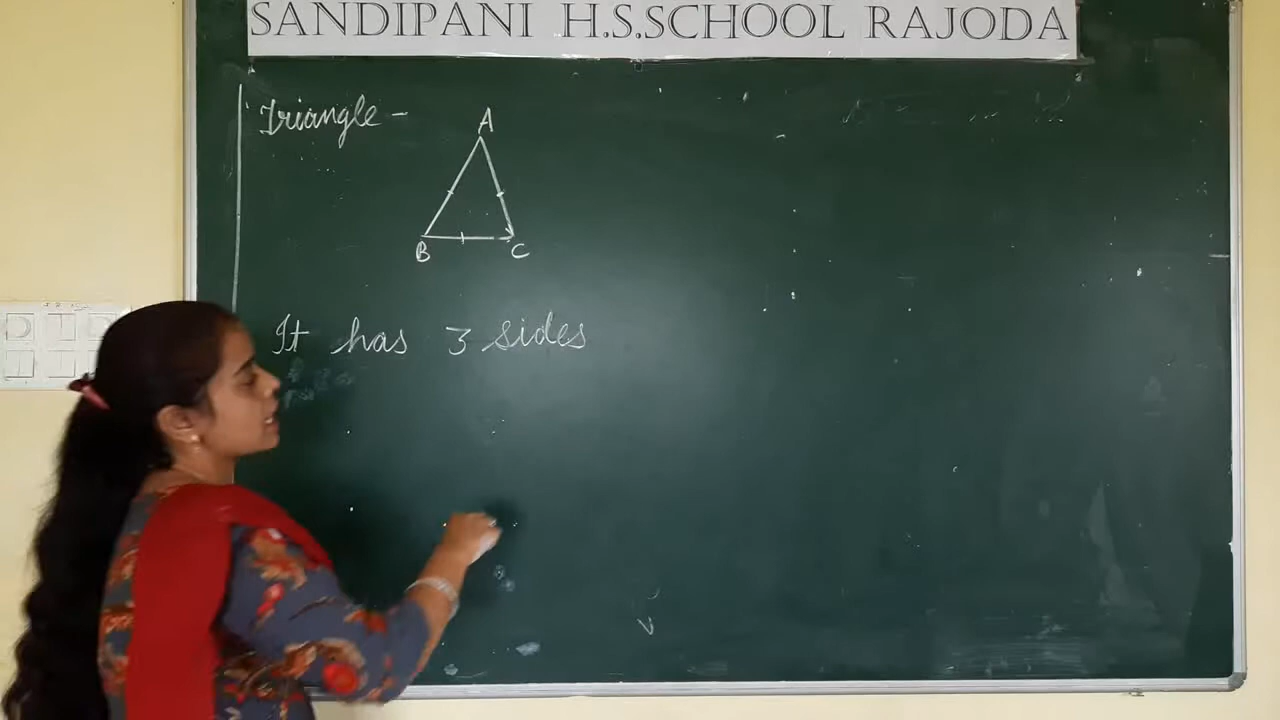 SANDIPANI H.S.SCHOOL RAJODA
Triangle -
A
B C
It has 3 sides